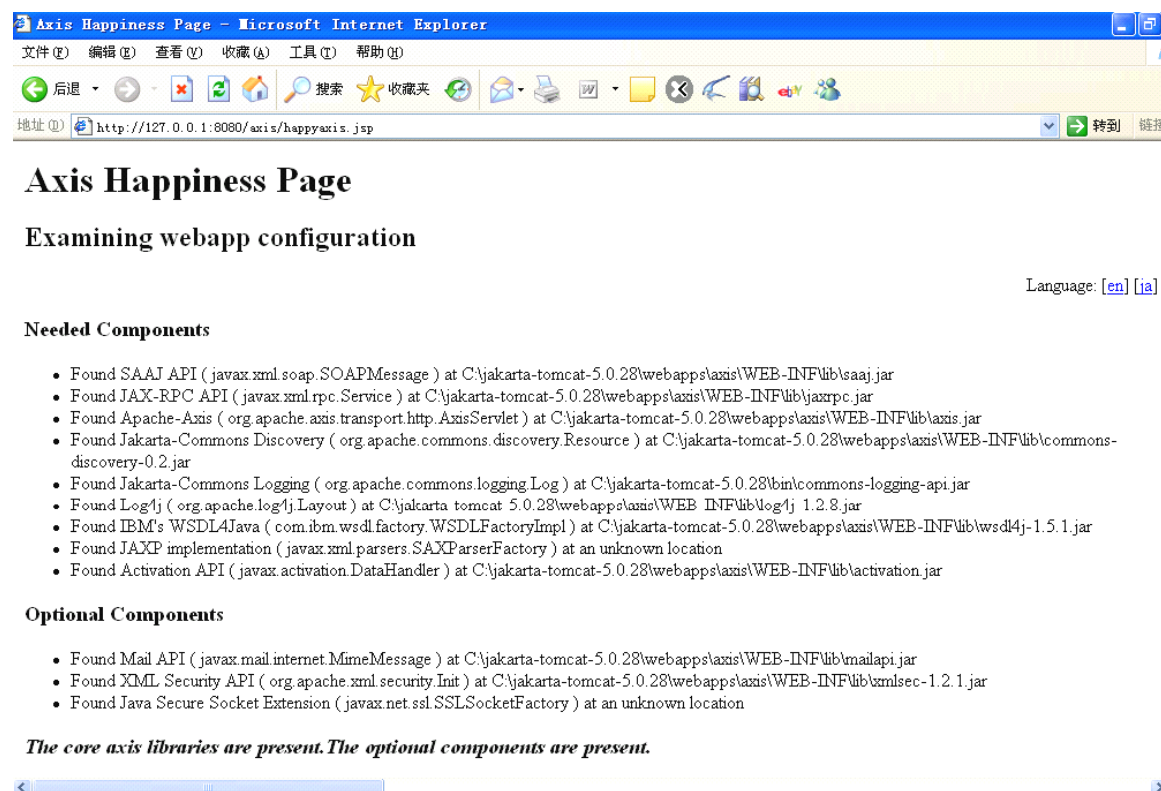 Axis Happiness Page - Microsoft Internet Explorer
文件(F) 编辑(E) 查看(V) 收藏(A) 工具(T) 帮助(H)
后退 搜索 收藏夹
地址(D) http://127.0.0.1:8080/axis/happyaxis.jsp 转到 链接
Axis Happiness Page
Examining webapp configuration
Language: [en] [ja]
Needed Components
• Found SAAJ API ( javax.xml.soap.SOAPMessage ) at C:\jakarta-tomcat-5.0.28\webapps\axis\WEB-INF\lib\saaj.jar
• Found JAX-RPC API ( javax.xml.rpc.Service ) at C:\jakarta-tomcat-5.0.28\webapps\axis\WEB-INF\lib\jaxrpc.jar
• Found Apache-Axis ( org.apache.axis.transport.http.AxisServlet ) at C:\jakarta-tomcat-5.0.28\webapps\axis\WEB-INF\lib\axis.jar
• Found Jakarta-Commons Discovery ( org.apache.commons.discovery.Resource ) at C:\jakarta-tomcat-5.0.28\webapps\axis\WEB-INF\lib\commons-
discovery-0.2.jar
• Found Jakarta-Commons Logging ( org.apache.commons.logging.Log ) at C:\jakarta-tomcat-5.0.28\bin\commons-logging-api.jar
• Found Log4j ( org.apache.log4j.Layout ) at C:\jakarta-tomcat-5.0.28\webapps\axis\WEB-INF\lib\log4j-1.2.8.jar
• Found IBM's WSDL4Java ( com.ibm.wsdl.factory.WSDLFactoryImpl ) at C:\jakarta-tomcat-5.0.28\webapps\axis\WEB-INF\lib\wsdl4j-1.5.1.jar
• Found JAXP implementation ( javax.xml.parsers.SAXParserFactory ) at an unknown location
• Found Activation API ( javax.activation.DataHandler ) at C:\jakarta-tomcat-5.0.28\webapps\axis\WEB-INF\lib\activation.jar
Optional Components
• Found Mail API ( javax.mail.internet.MimeMessage ) at C:\jakarta-tomcat-5.0.28\webapps\axis\WEB-INF\lib\mailapi.jar
• Found XML Security API ( org.apache.xml.security.Init ) at C:\jakarta-tomcat-5.0.28\webapps\axis\WEB-INF\lib\xmlsec-1.2.1.jar
• Found Java Secure Socket Extension ( javax.net.ssl.SSLSocketFactory ) at an unknown location
The core axis libraries are present.The optional components are present.